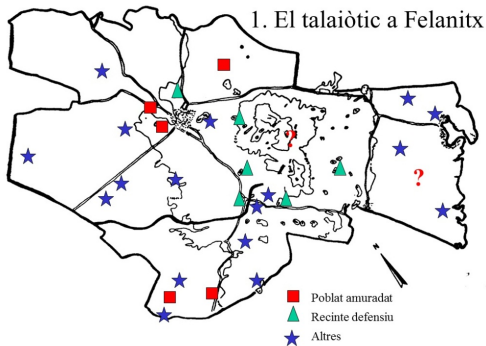 1. El talaiòtic a Felanitx
?
?
N
Poblat amuradat
Recinte defensiu
Altres